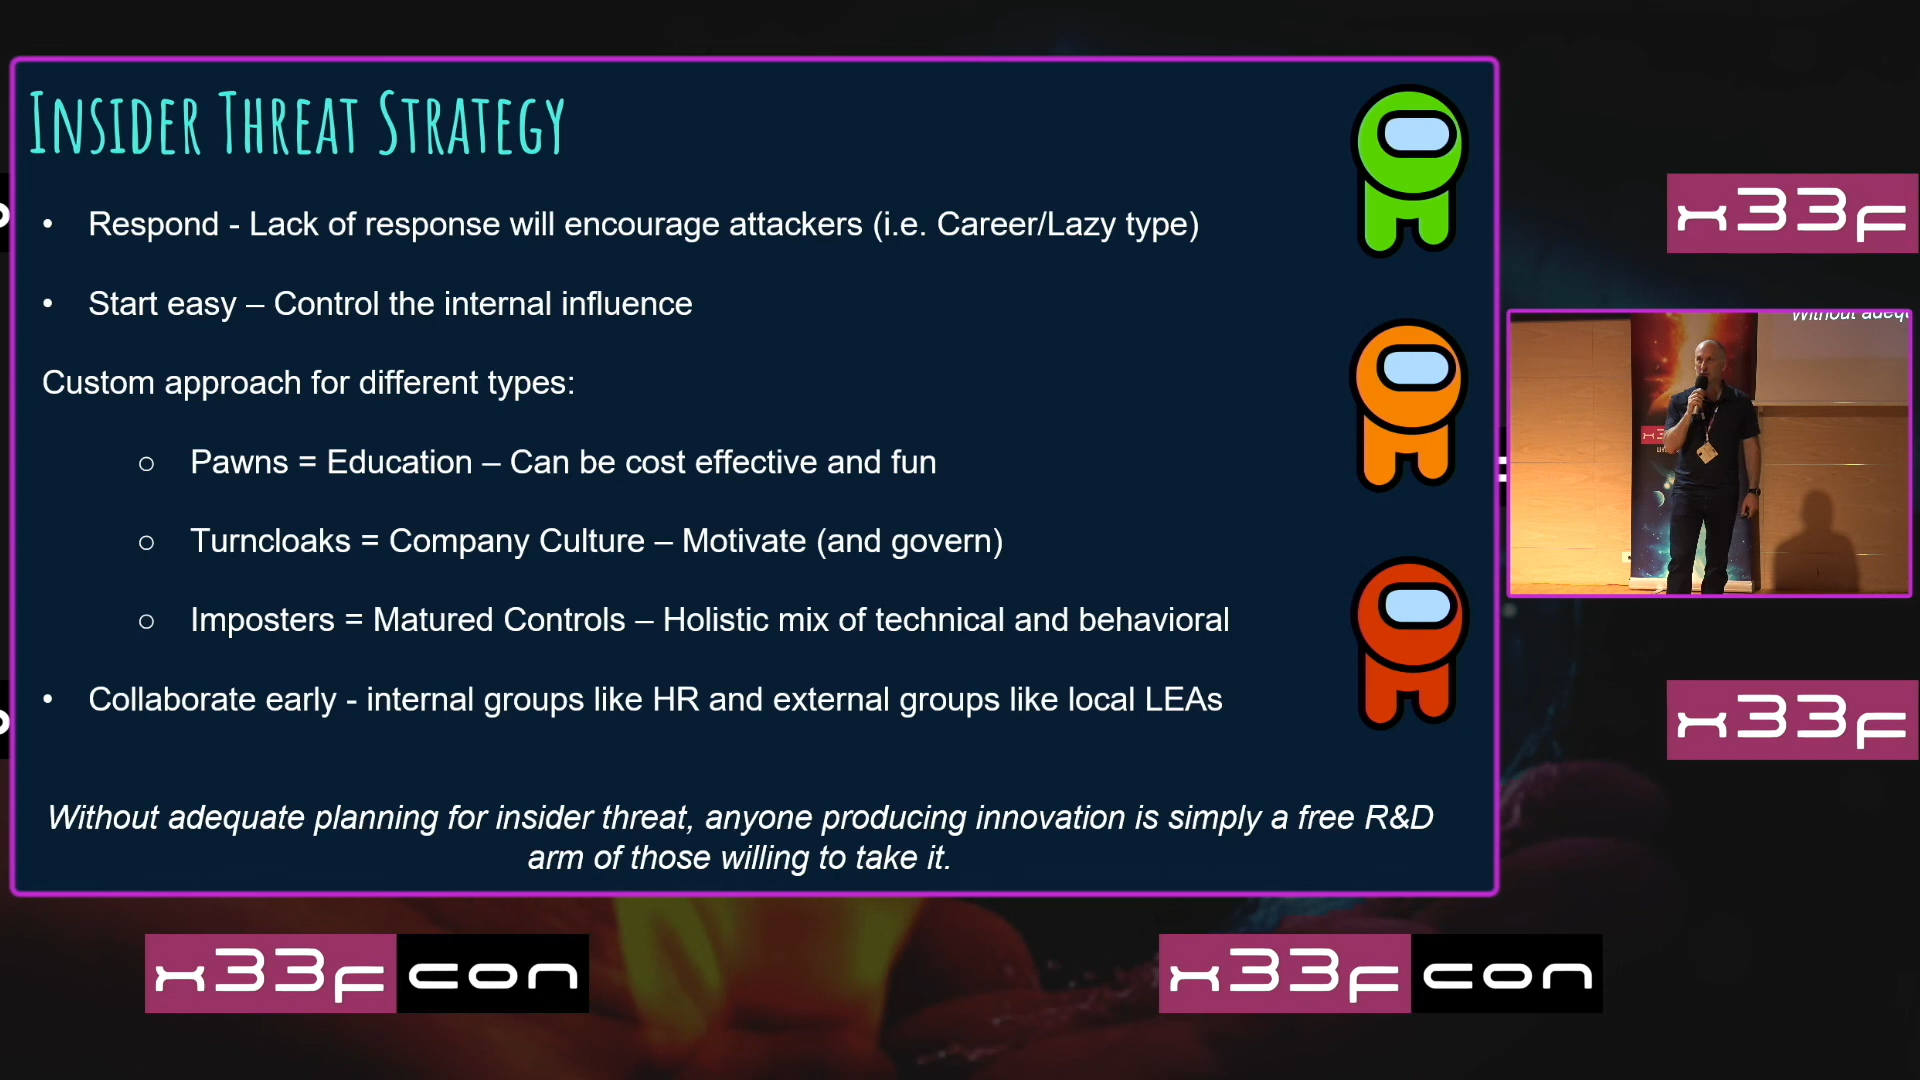 INSIDER THREAT STRATEGY
• Respond - Lack of response will encourage attackers (i.e. Career/Lazy type)
• Start easy – Control the internal influence
Custom approach for different types:
○ Pawns = Education – Can be cost effective and fun
○ Turncloaks = Company Culture – Motivate (and govern)
○ Imposters = Matured Controls – Holistic mix of technical and behavioral
• Collaborate early - internal groups like HR and external groups like local LEAs
Without adequate planning for insider threat, anyone producing innovation is simply a free R&D
arm of those willing to take it.
x33f
Without adequ
x33f
x33fcon
x33fcon